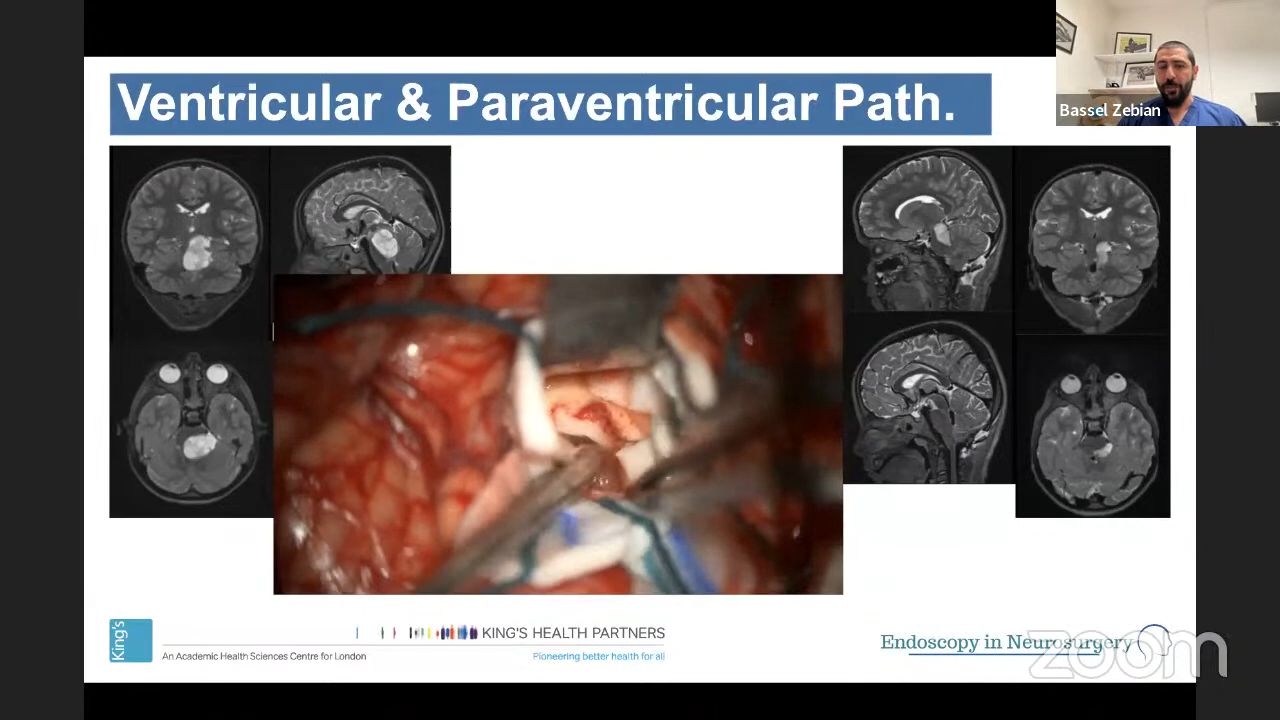 Ventricular & Paraventricular Path.
Bassel Zebian
King's
KING'S HEALTH PARTNERS
An Academic Health Sciences Centre for London
Pioneering better health for all
Endoscopy in Neurosurgery
zoom